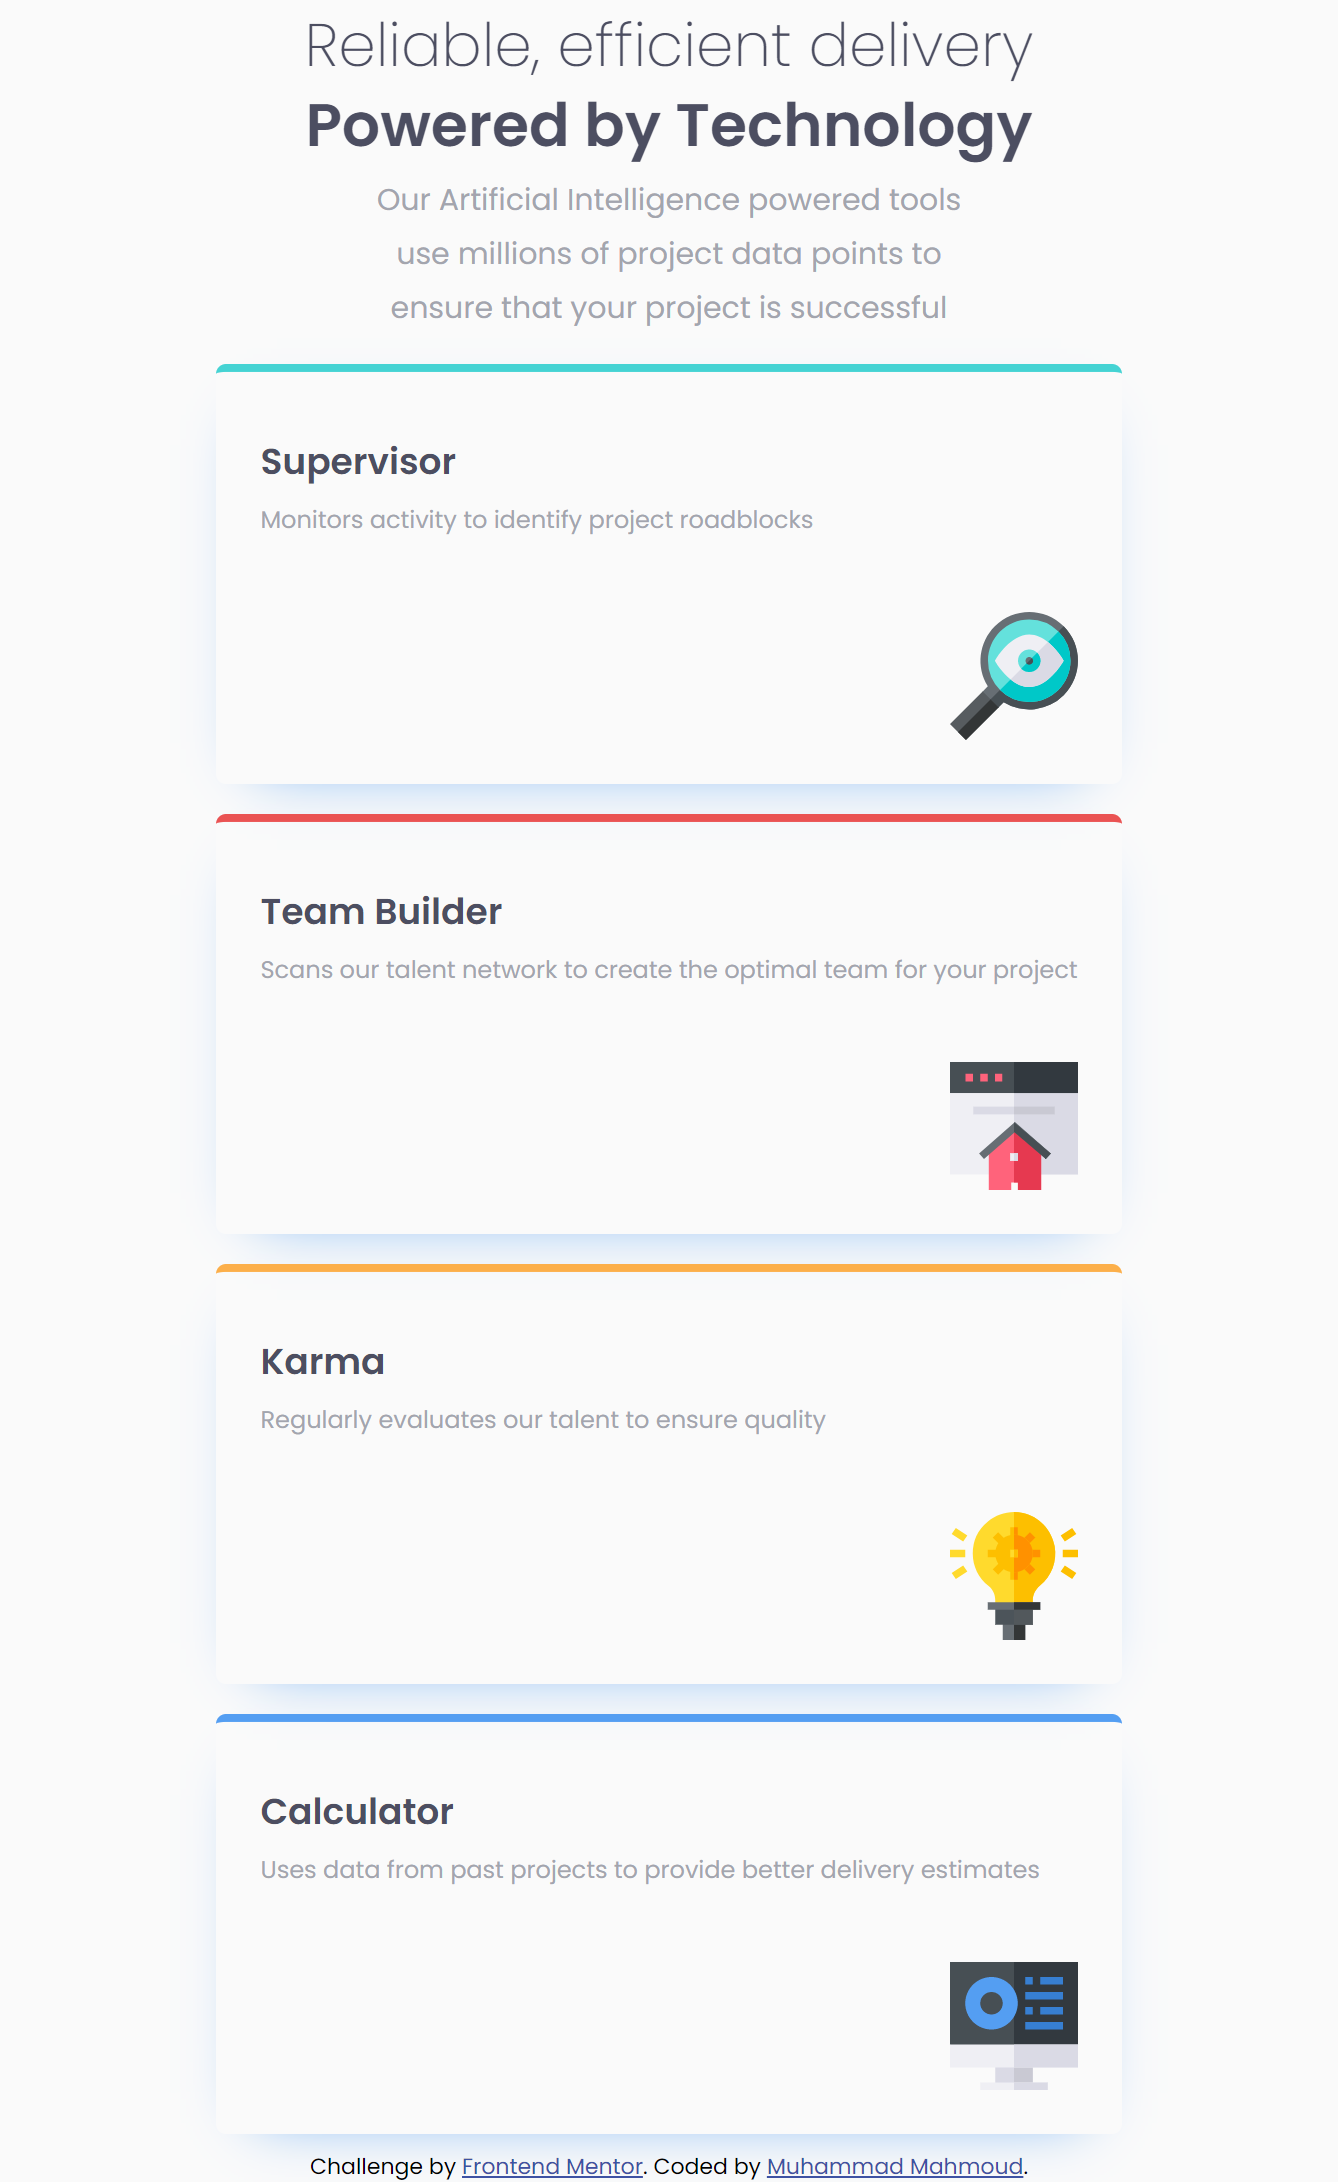 Reliable, efficient delivery
Powered by Technology
Our Artificial Intelligence powered tools
use millions of project data points to
ensure that your project is successful
Supervisor
Monitors activity to identify project roadblocks
Team Builder
Scans our talent network to create the optimal team for your project
Karma
Regularly evaluates our talent to ensure quality
Calculator
Uses data from past projects to provide better delivery estimates
Challenge by Frontend Mentor. Coded by Muhammad Mahmoud.